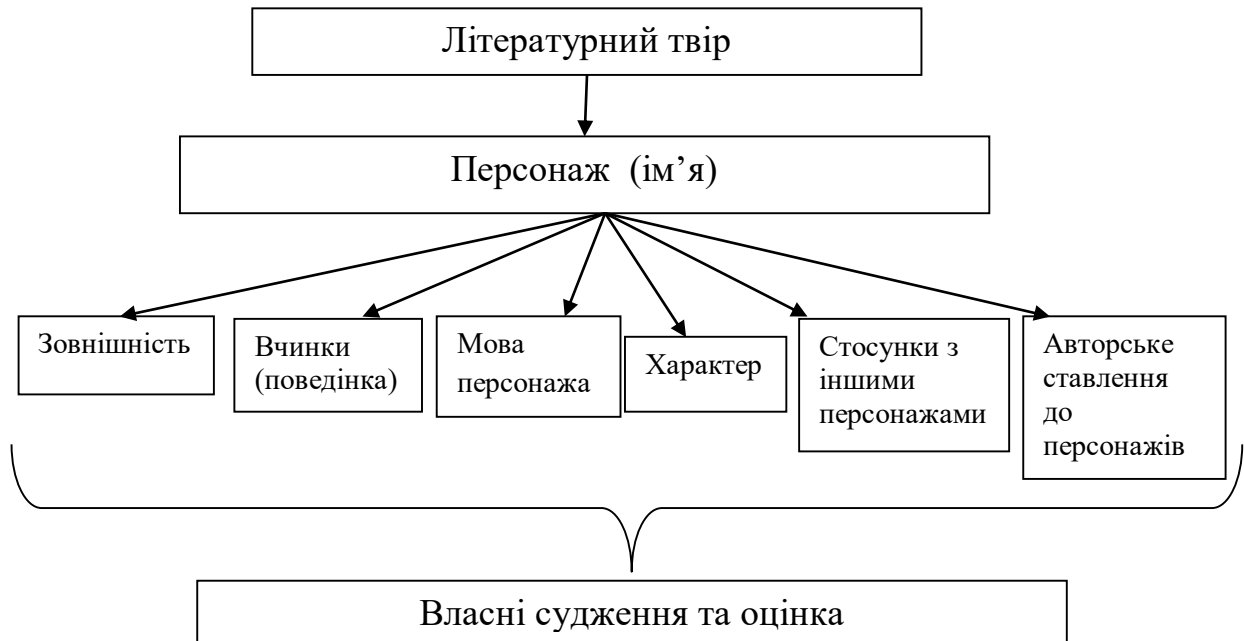 Літературний твір
Персонаж (ім’я)
Зовнішність
Вчинки
(поведінка)
Мова
персонажа
Характер
Стосунки з
іншими
персонажами
Авторське
ставлення
до
персонажів
Власні судження та оцінка